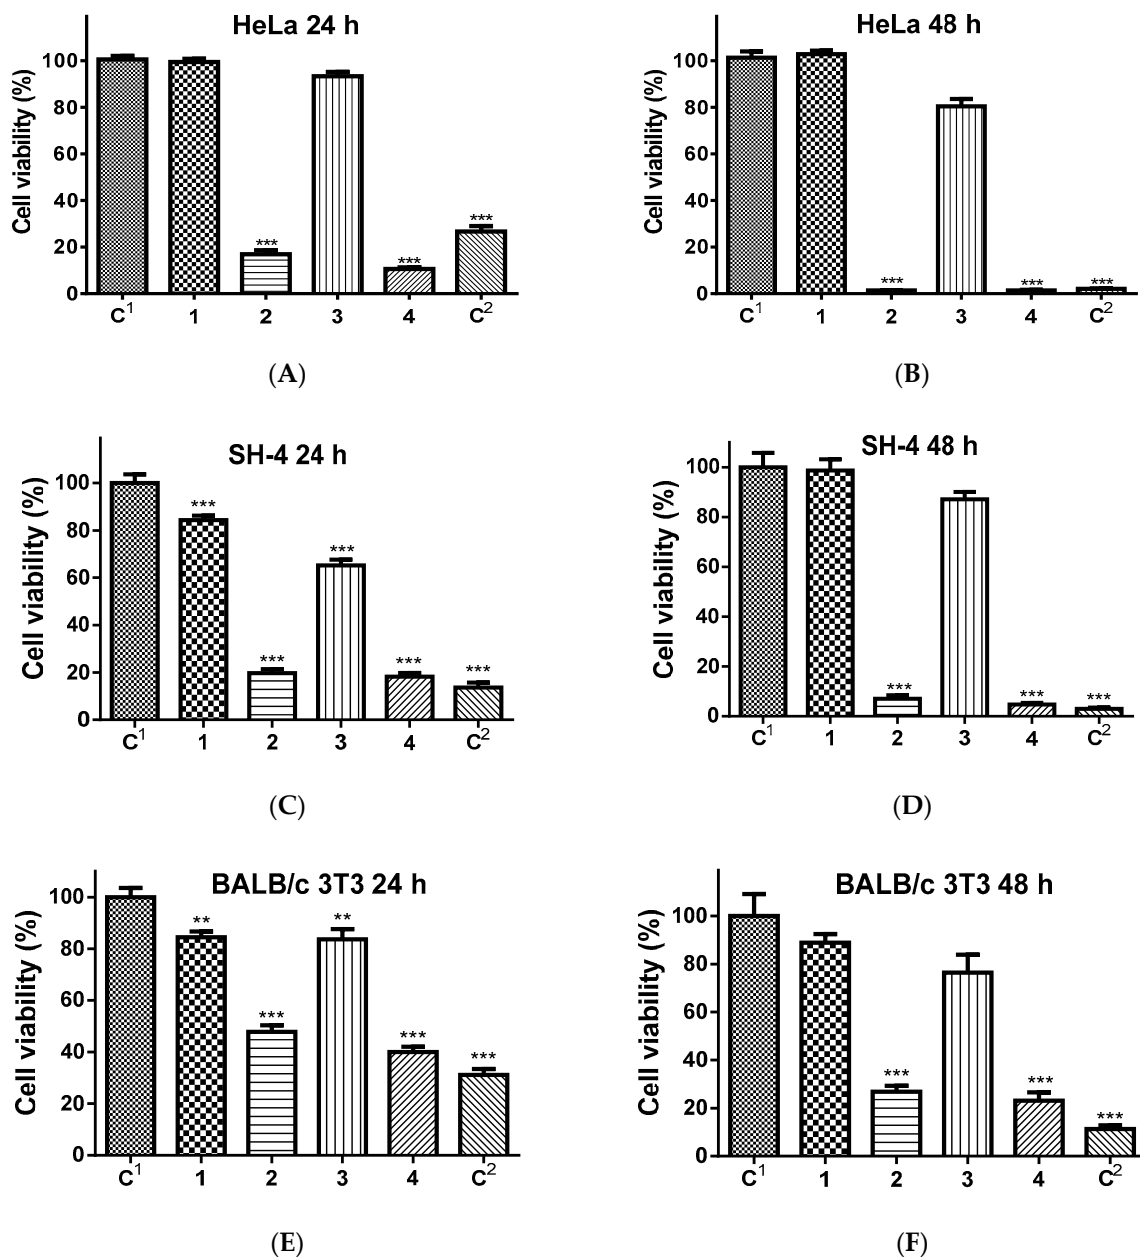 HeLa 24 h
Cell viability (%)
100
80
60
40
20
0
***
***
***
C¹ 1 2 3 4 C²
(A)
HeLa 48 h
Cell viability (%)
100
80
60
40
20
0
***
***
***
C¹ 1 2 3 4 C²
(B)
SH-4 24 h
Cell viability (%)
100
80
60
40
20
0
***
***
***
***
***
C¹ 1 2 3 4 C²
(C)
SH-4 48 h
Cell viability (%)
100
80
60
40
20
0
***
***
***
C¹ 1 2 3 4 C²
(D)
BALB/c 3T3 24 h
Cell viability (%)
100
80
60
40
20
0
**
***
**
***
***
C¹ 1 2 3 4 C²
(E)
BALB/c 3T3 48 h
Cell viability (%)
100
80
60
40
20
0
***
***
***
C¹ 1 2 3 4 C²
(F)